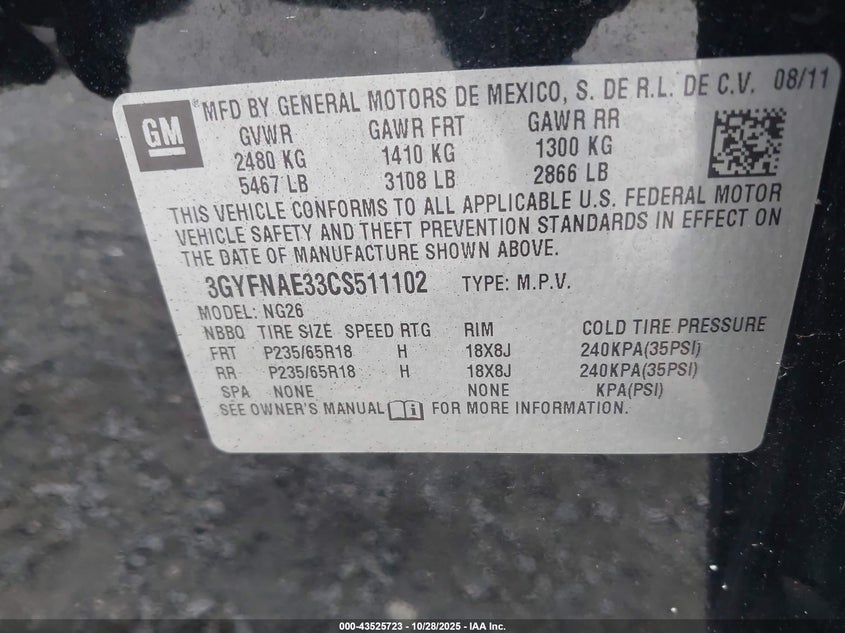 GM
® MFD BY GENERAL MOTORS DE MEXICO, S. DE R.L. DE C.V. 08/11
GVWR GAWR FRT GAWR RR
2480 KG 1410 KG 1300 KG
5467 LB 3108 LB 2866 LB
THIS VEHICLE CONFORMS TO ALL APPLICABLE U.S. FEDERAL MOTOR
VEHICLE SAFETY AND THEFT PREVENTION STANDARDS IN EFFECT ON
THE DATE OF MANUFACTURE SHOWN ABOVE.
3GYFNAE33CS511102 TYPE: M.P.V.
MODEL: NG26
NBBQ TIRE SIZE SPEED RTG RIM COLD TIRE PRESSURE
FRT P235/65R18 H 18X8J 240KPA(35PSI)
RR P235/65R18 H 18X8J 240KPA(35PSI)
SPA NONE NONE KPA(PSI)
SEE OWNER'S MANUAL FOR MORE INFORMATION.
000-43525723 | 10/28/2025 - IAA Inc.